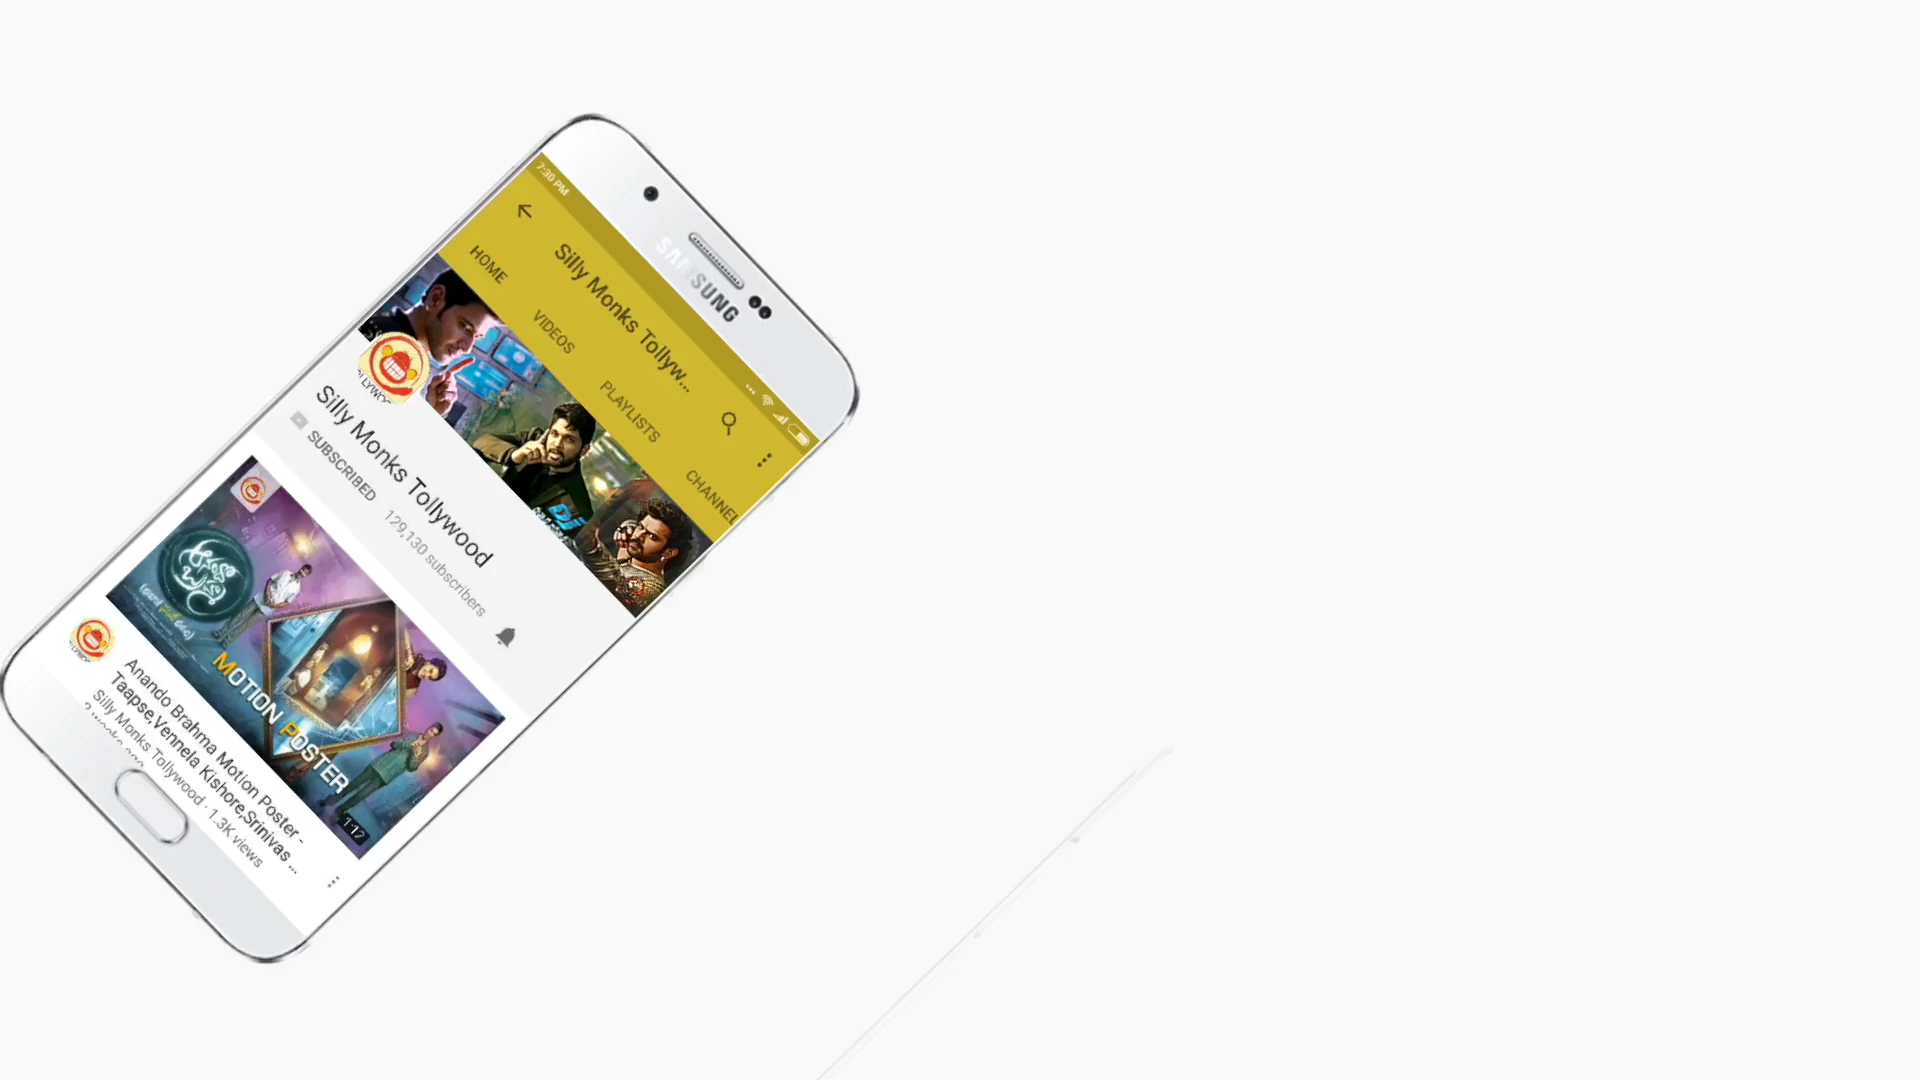 SAMSUNG
7:30 PM
Silly Monks Tollyw...
HOME
VIDEOS
PLAYLISTS
CHANNEL
DJ
Silly Monks Tollywood
SUBSCRIBED
129,130 subscribers
MOTION POSTER
1:12
Anando Brahma Motion Poster -
Taapse,Vennela Kishore,Srinivas ...
Silly Monks Tollywood · 1.3K views